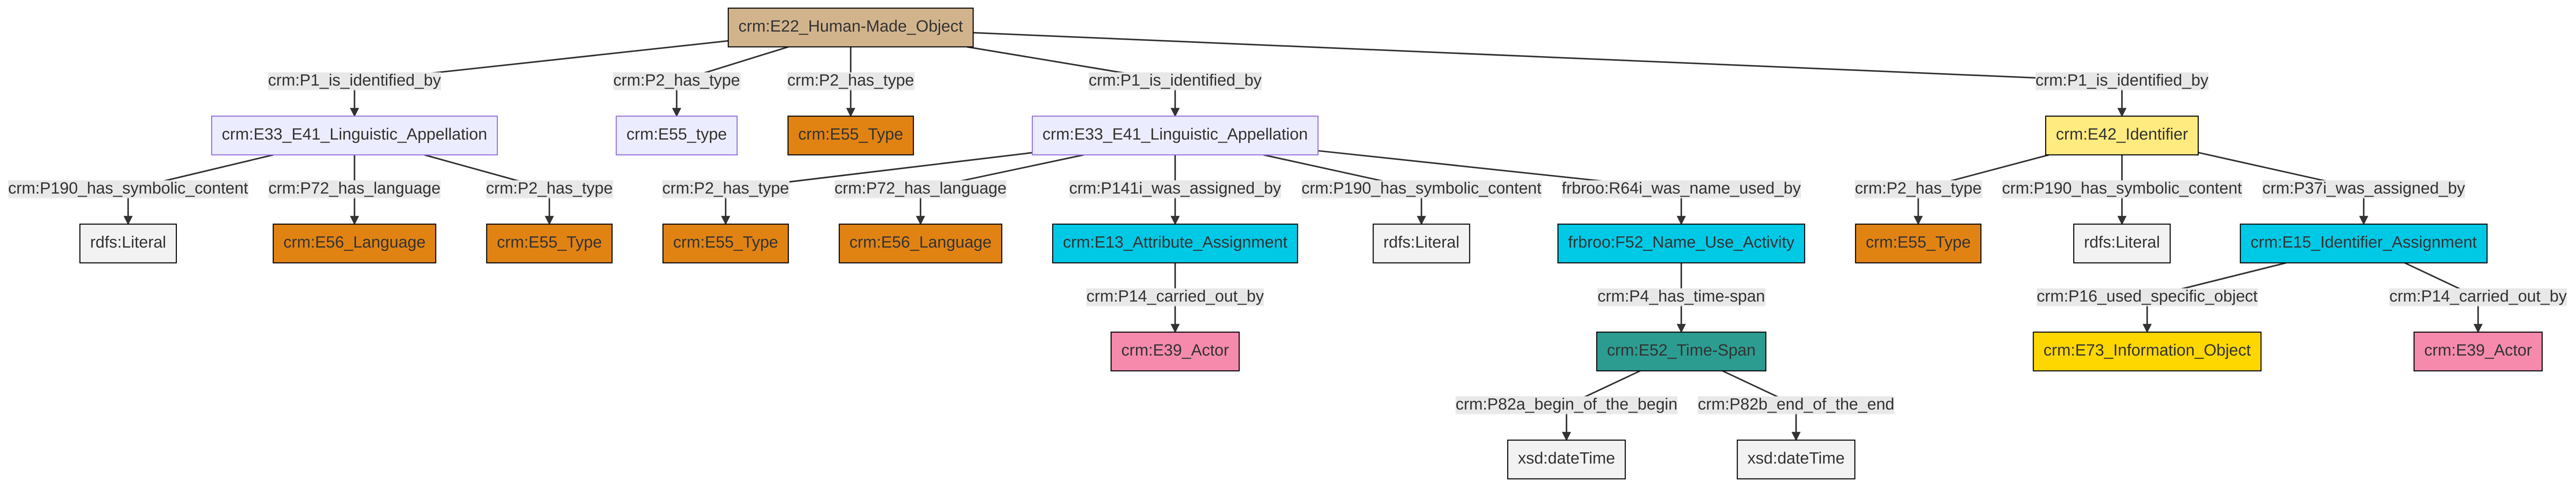 crm:E22_Human-Made_Object
crm:P1_is_identified_by
crm:P2_has_type
crm:P2_has_type
crm:P1_is_identified_by
crm:P1_is_identified_by
crm:E33_E41_Linguistic_Appellation
crm:E55_type
crm:E55_Type
crm:E33_E41_Linguistic_Appellation
crm:E42_Identifier
crm:P190_has_symbolic_content
crm:P72_has_language
crm:P2_has_type
crm:P2_has_type
crm:P72_has_language
crm:P141i_was_assigned_by
crm:P190_has_symbolic_content
frbroo:R64i_was_name_used_by
crm:P2_has_type
crm:P190_has_symbolic_content
crm:P37i_was_assigned_by
rdfs:Literal
crm:E56_Language
crm:E55_Type
crm:E55_Type
crm:E56_Language
crm:E13_Attribute_Assignment
rdfs:Literal
frbroo:F52_Name_Use_Activity
crm:E55_Type
rdfs:Literal
crm:E15_Identifier_Assignment
crm:P14_carried_out_by
crm:P4_has_time-span
crm:P16_used_specific_object
crm:P14_carried_out_by
crm:E39_Actor
crm:E52_Time-Span
crm:E73_Information_Object
crm:E39_Actor
crm:P82a_begin_of_the_begin
crm:P82b_end_of_the_end
xsd:dateTime
xsd:dateTime